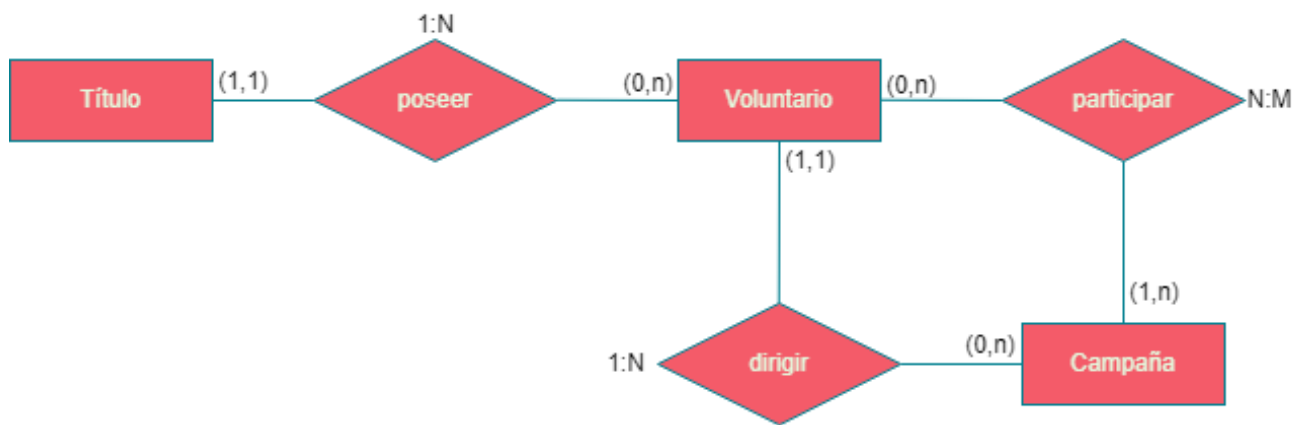 1:N
Título
(1,1)
poseer
(0,n)
Voluntario
(0,n)
participar
N:M
(1,1)
(1,n)
1:N
dirigir
(0,n)
Campaña